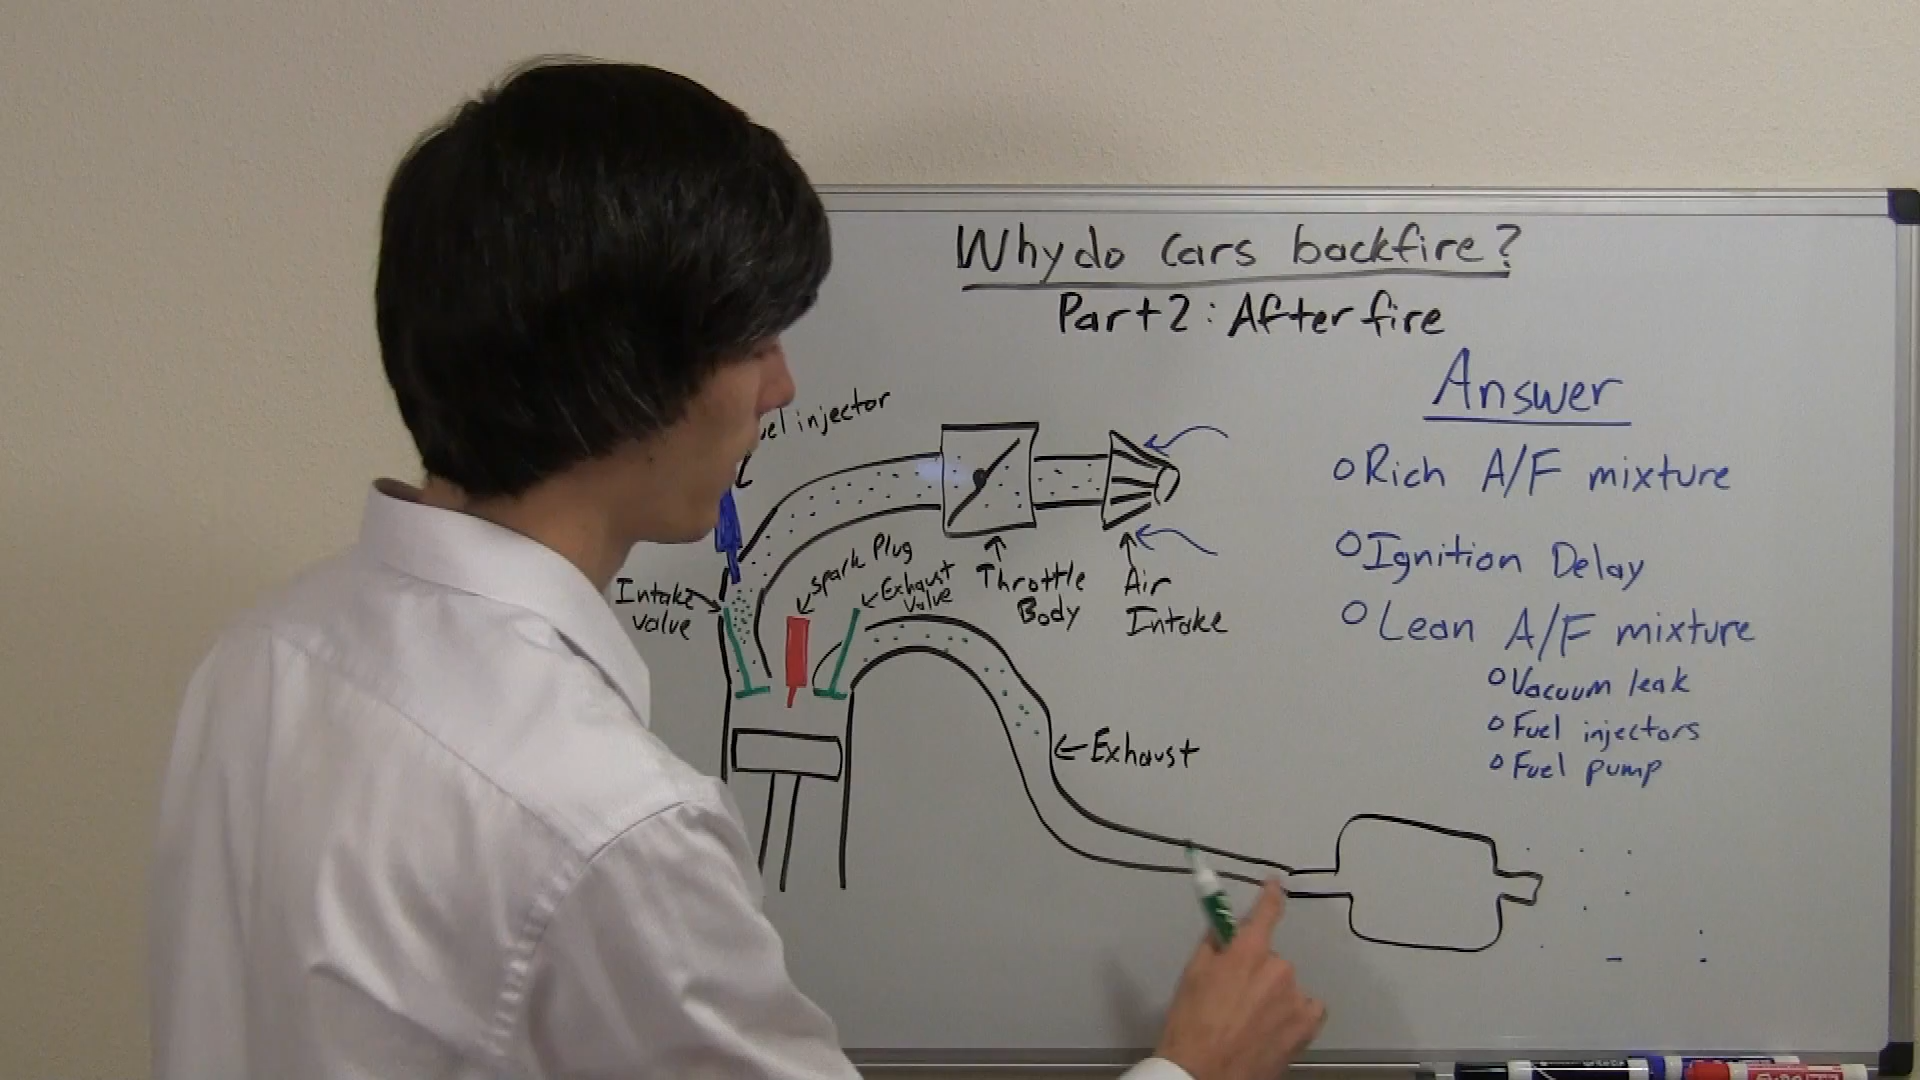 Why do cars backfire?
Part 2: After fire
Answer
Rich A/F mixture
Ignition Delay
Lean A/F mixture
Vacuum leak
Fuel injectors
Fuel pump
injector
spark Plug
Exhaust
valve
Throttle
Body
Air
Intake
Intake
valve
Exhaust